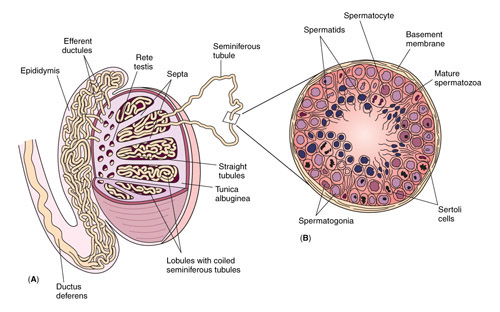 Efferent
ductules
Epididymis
Rete
testis
Septa
Seminiferous
tubule
Straight
tubules
Tunica
albuginea
Lobules with coiled
seminiferous tubules
(A)
Ductus
deferens
Spermatocyte
Spermatids
Basement
membrane
Mature
spermatozoa
Sertoli
cells
Spermatogonia
(B)